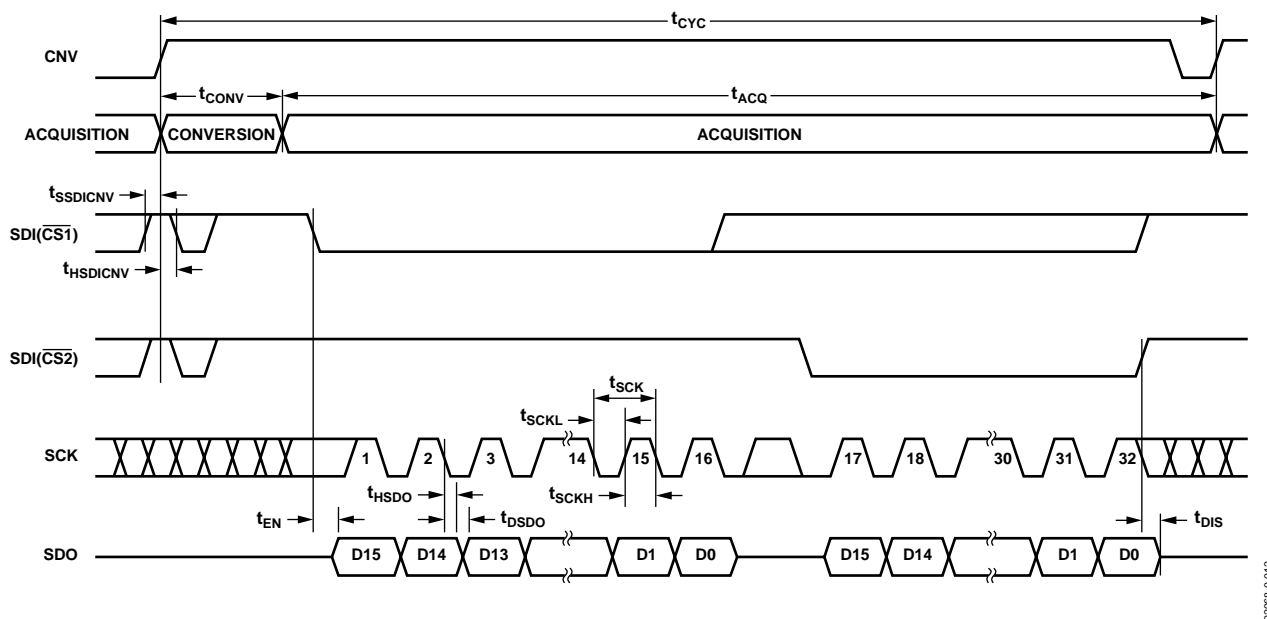 tCYC
CNV
tCONV
tACQ
ACQUISITION
CONVERSION
ACQUISITION
tSSDICNV
SDI(CS1)
tHSDICNV
SDI(CS2)
tSCK
tSCKL
SCK
1
2
3
14
15
16
17
18
30
31
32
tHSDO
tSCKH
tEN
tDSDO
tDIS
SDO
D15
D14
D13
D1
D0
D15
D14
D1
D0